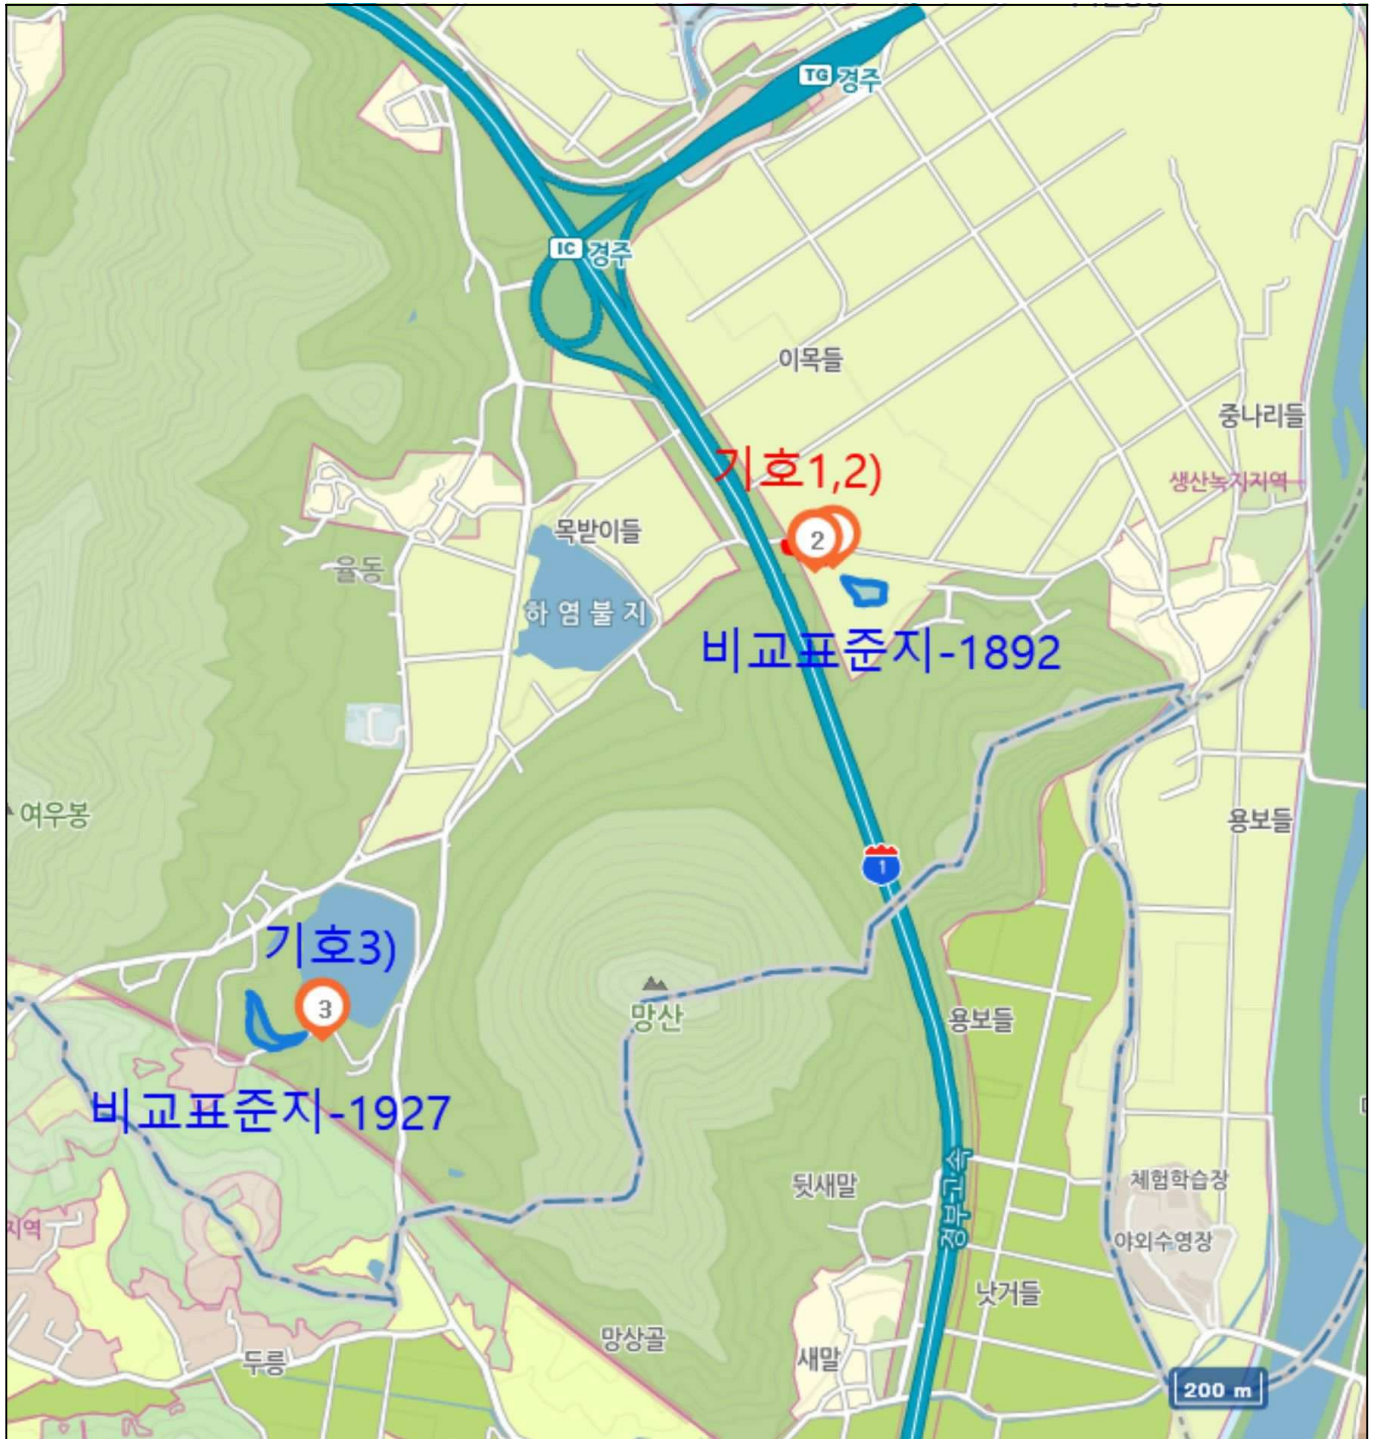 TG 경주
IC 경주
이목들
중나리들
기호1,2)
생산녹지지역
목받이들
2
율동
하염불지
비교표준지-1892
여우봉
용보들
1
기호3)
3
망산
용보들
비교표준지-1927
뒷새말
체험학습장
지역
경부고속
야외수영장
낫거들
망상골
새말
두릉
200 m